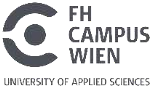 FH
CAMPUS
WIEN
UNIVERSITY OF APPLIED SCIENCES